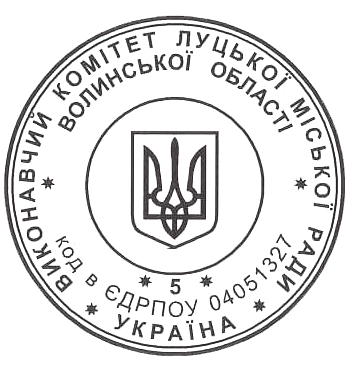 ВИКОНАВЧИЙ КОМІТЕТ ЛУЦЬКОЇ МІСЬКОЇ РАДИ
ВОЛИНСЬКОЇ ОБЛАСТІ
* 5 *
* КОД в ЄДРПОУ 04051327 *
* УКРАЇНА *